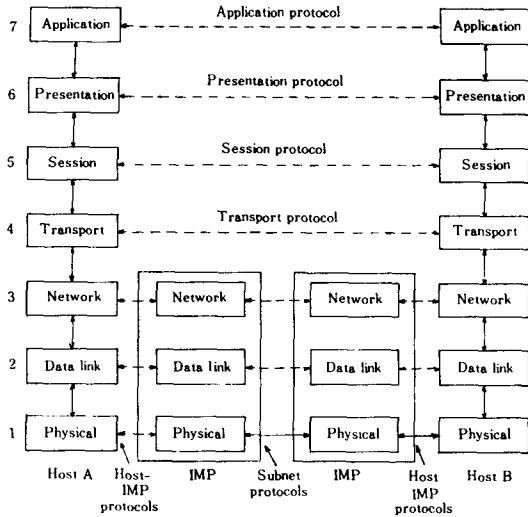 7 Application Application protocol Application
6 Presentation Presentation protocol Presentation
5 Session Session protocol Session
4 Transport Transport protocol Transport
3 Network Network Network Network
2 Data link Data link Data link Data link
1 Physical Physical Physical Physical
Host A Host- IMP Subnet IMP Host Host B
IMP protocols IMP
protocols protocols